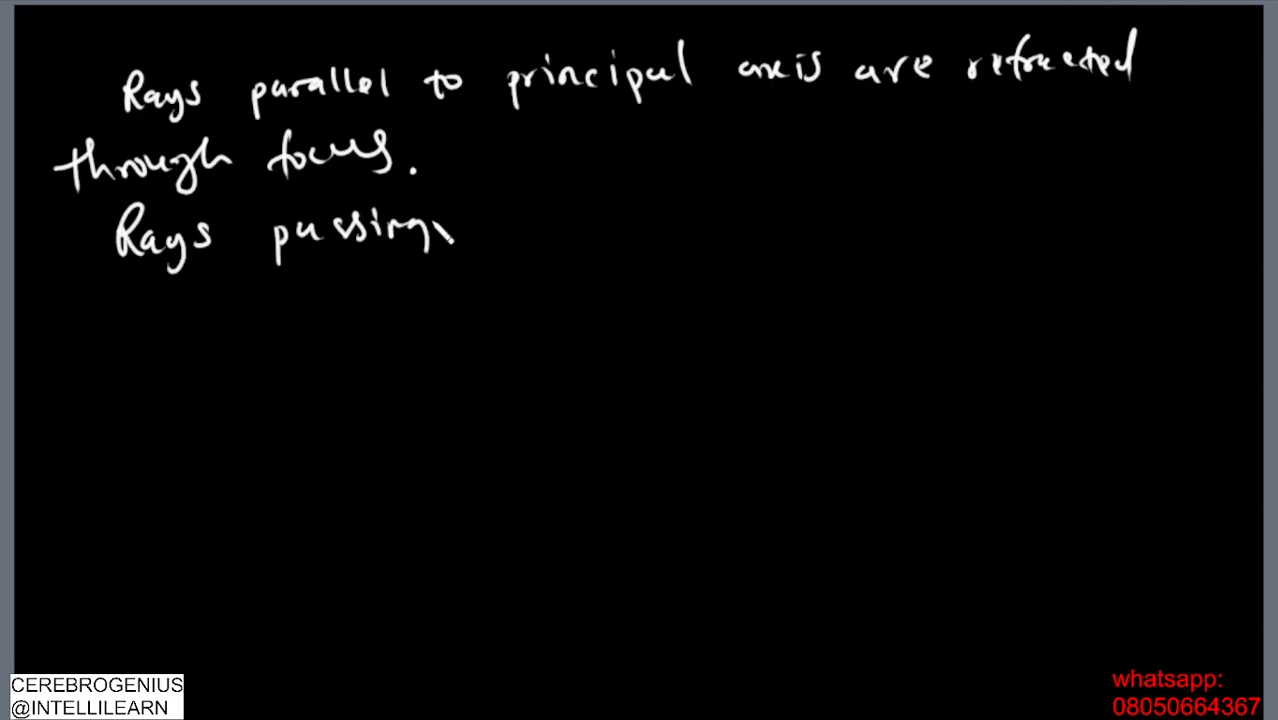 Rays parallel to principal axis are refracted
through focus.
Rays passing
CEREBROGENIUS
@INTELLILEARN
whatsapp:
08050664367